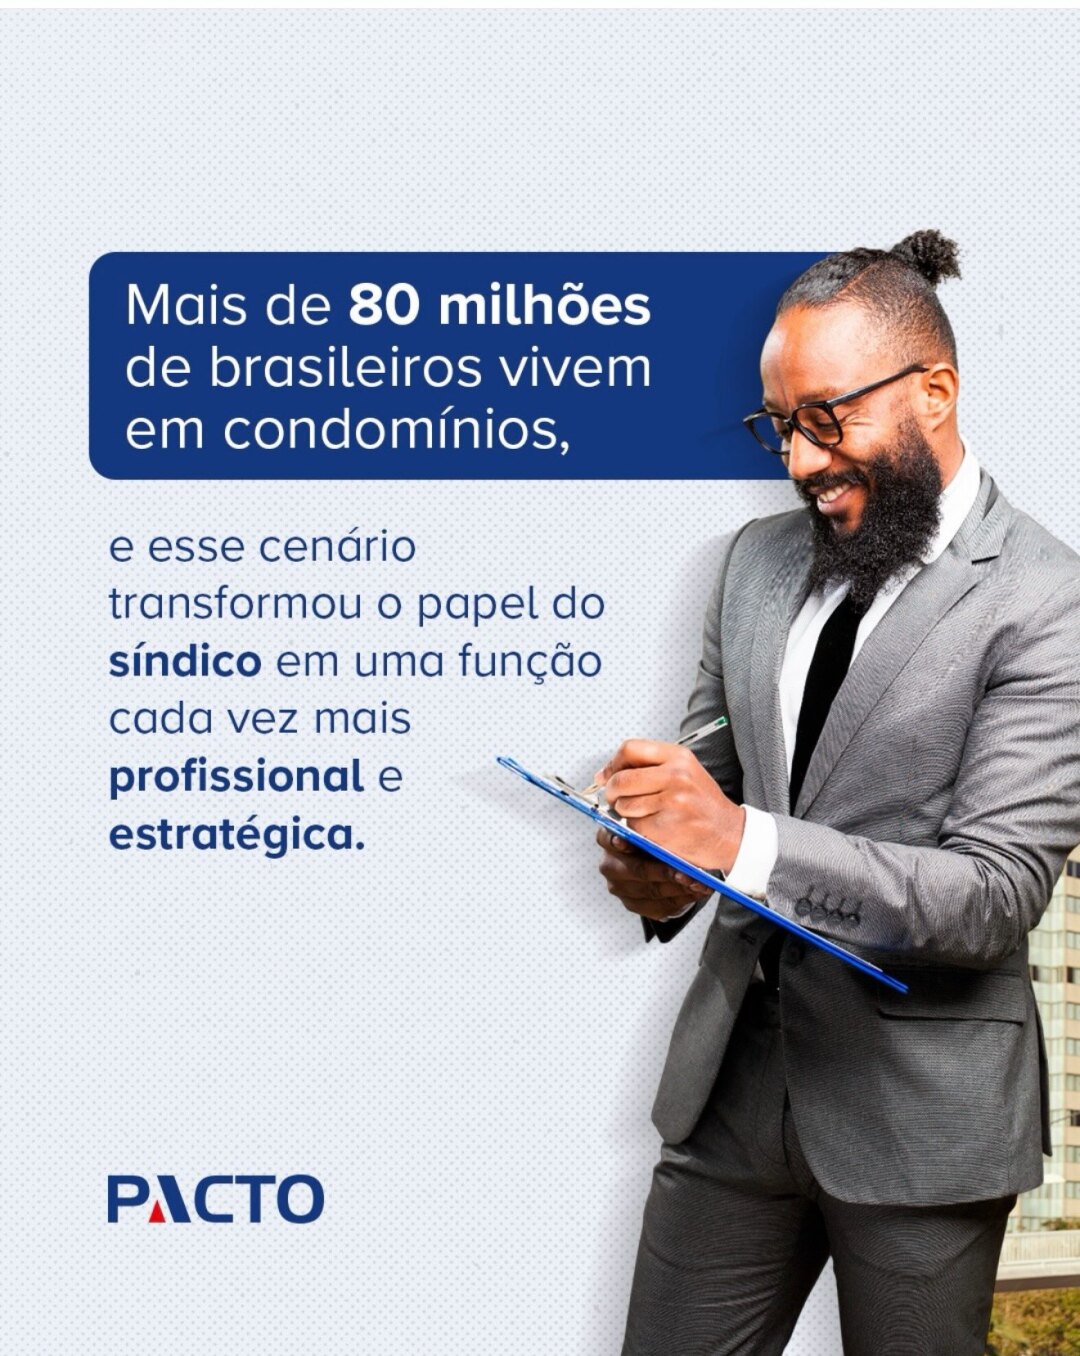 Mais de 80 milhões
de brasileiros vivem
em condomínios,
e esse cenário
transformou o papel do
síndico em uma função
cada vez mais
profissional e
estratégica.
PACTO